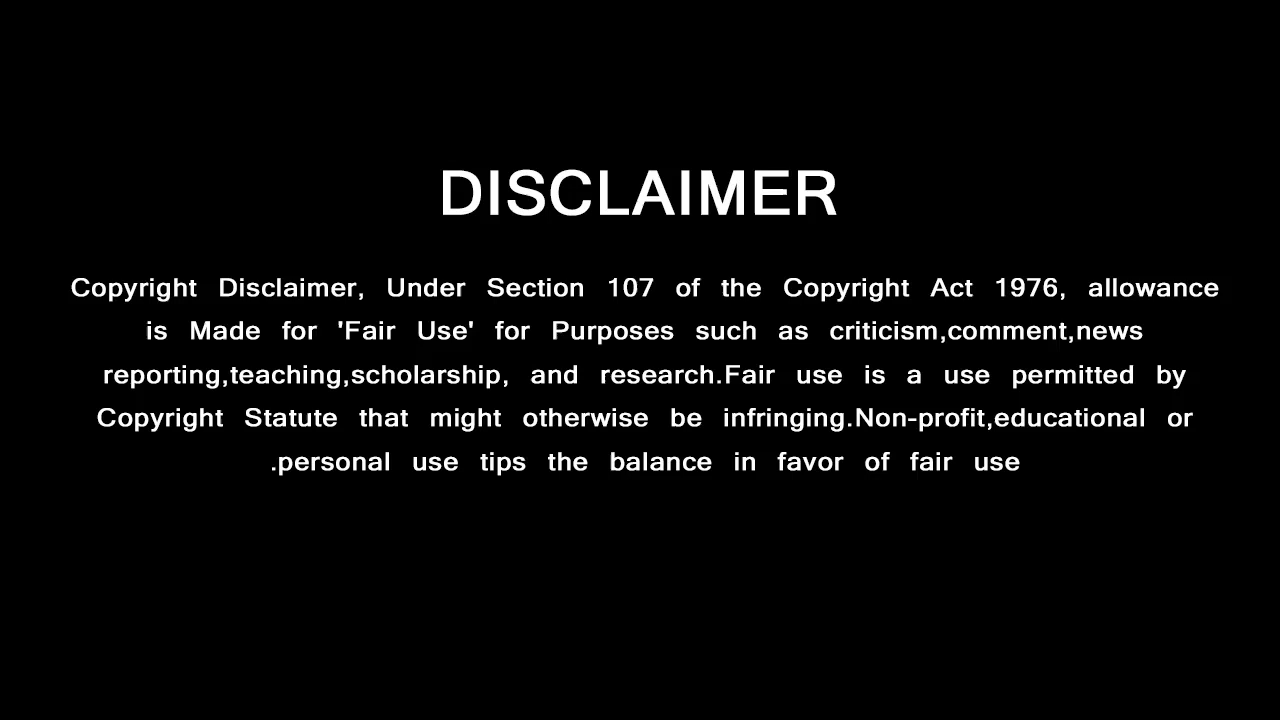 DISCLAIMER
Copyright Disclaimer, Under Section 107 of the Copyright Act 1976, allowance
is Made for 'Fair Use' for Purposes such as criticism,comment,news
reporting,teaching,scholarship, and research.Fair use is a use permitted by
Copyright Statute that might otherwise be infringing.Non-profit,educational or
.personal use tips the balance in favor of fair use